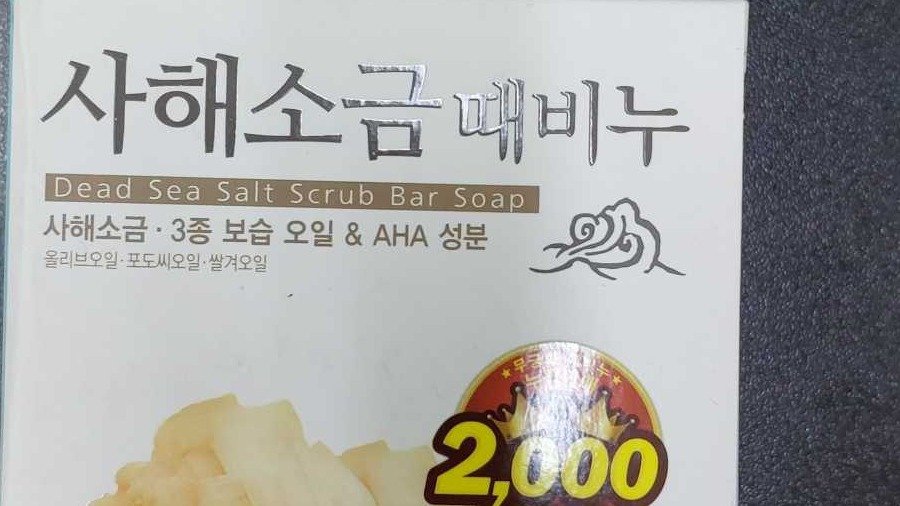 사해소금 때비누
Dead Sea Salt Scrub Bar Soap
사해소금·3종 보습 오일 & AHA 성분
올리브오일·포도씨오일·쌀겨오일
2,000